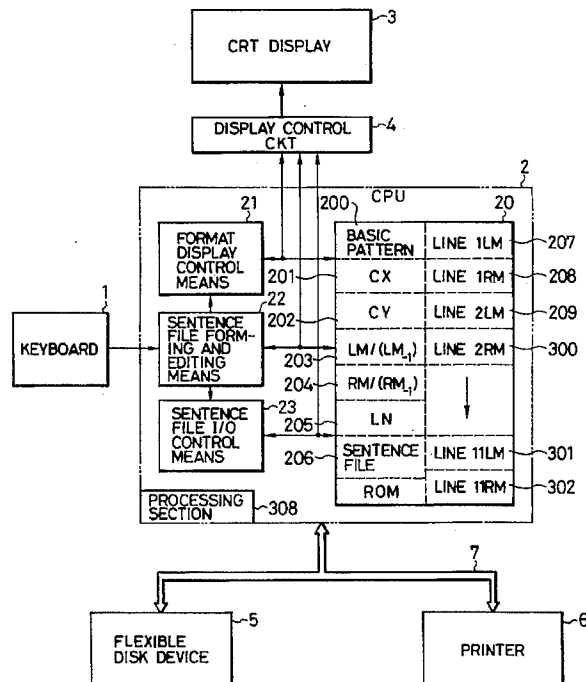 3
CRT DISPLAY
4
DISPLAY CONTROL
CKT
2
CPU
21
200
20
FORMAT DISPLAY
CONTROL
MEANS
BASIC
PATTERN
LINE 1LM
207
201
CX
LINE 1RM
208
1
22
202
CY
LINE 2LM
209
KEYBOARD
SENTENCE
FILE FORM-
ING AND
EDITING
MEANS
203
LM/(LM-1)
LINE 2RM
300
204
RM/(RM-1)
23
205
LN
SENTENCE
FILE I/O
CONTROL
MEANS
206
SENTENCE
FILE
LINE 11LM
301
ROM
LINE 11RM
302
PROCESSING
SECTION
308
7
5
6
FLEXIBLE
DISK DEVICE
PRINTER